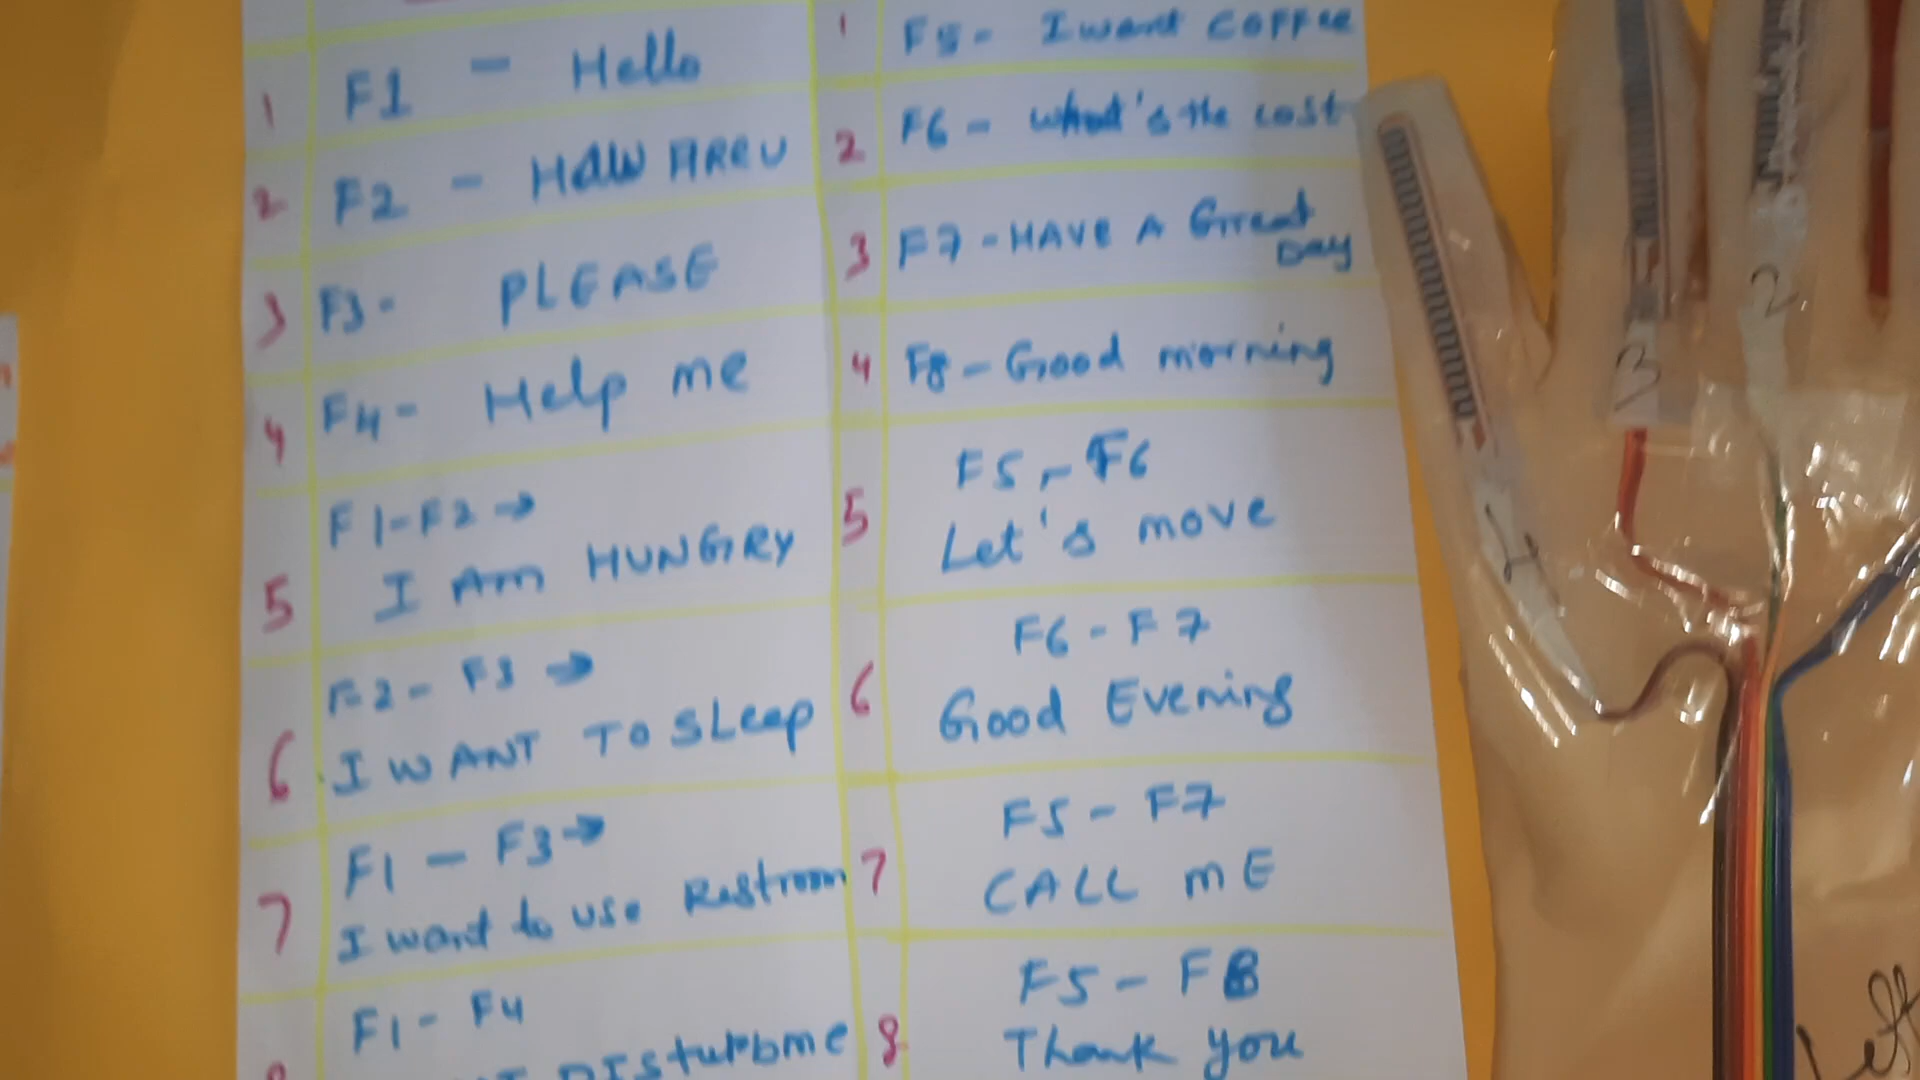 1 F1 - Hello
2 F2 - HOW AREU
3 F3- PLEASE
4 F4- Help me
5 F1-F2→
I Am HUNGRY
6 F2- F3→
I WANT TO SLeep
7 F1 - F3→
I want to use Restroom
F1- F4
DISturbme
1 F5- I want COFFee
2 F6- what's the cost
3 F7-HAVE A Great
Day
4 F8-Good morning
5 F5-F6
Let's move
6 F6-F7
Good Evening
7 F5-F7
CALL mE
8 F5-F8
Thank you
1
3
2
Left